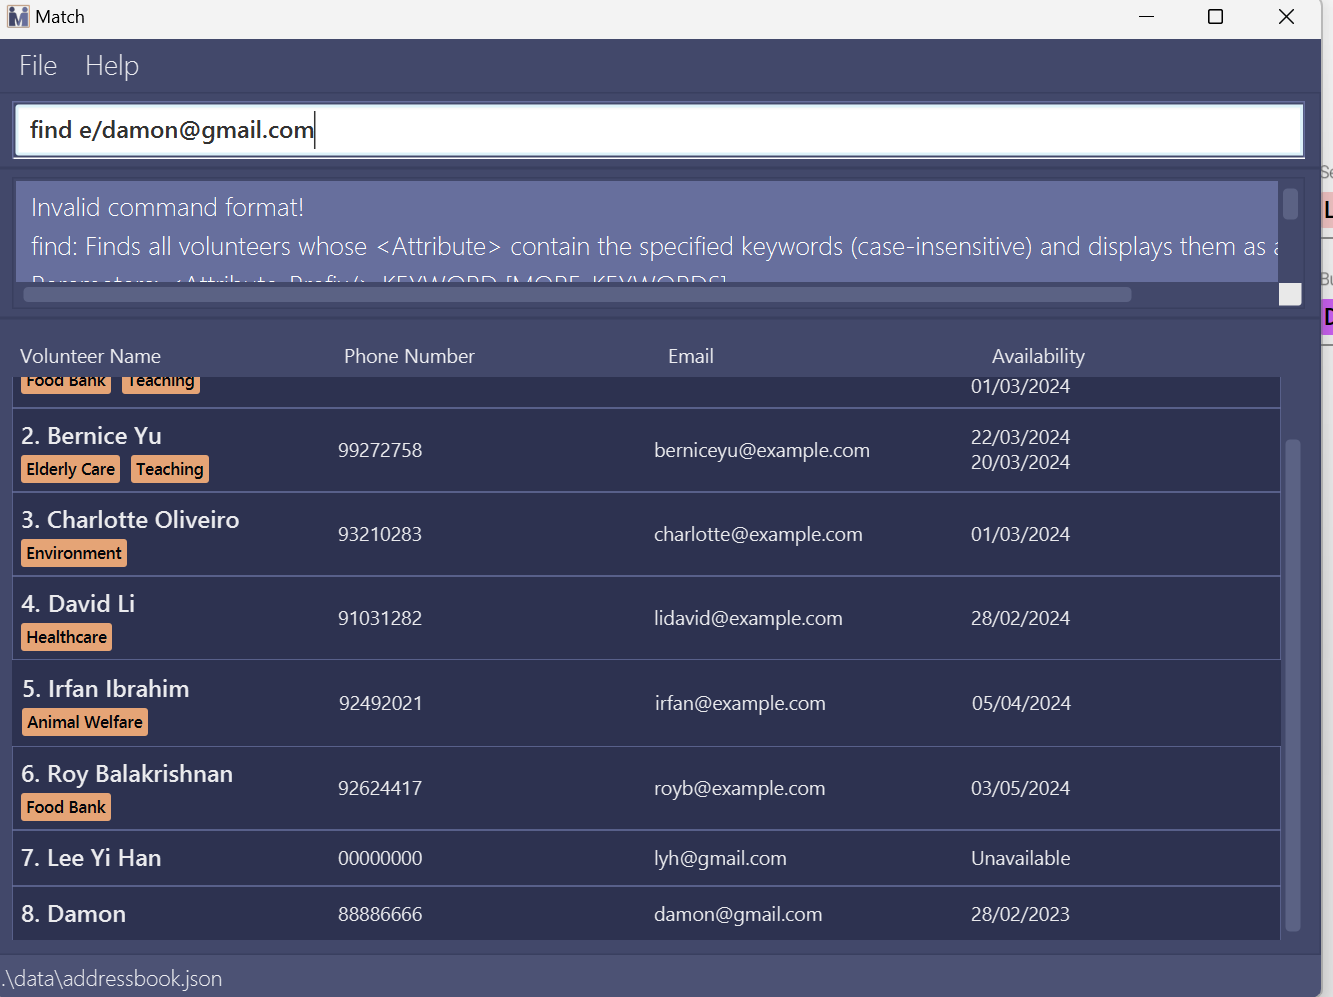 Match
File Help
find e/damon@gmail.com
Invalid command format!
find: Finds all volunteers whose <Attribute> contain the specified keywords (case-insensitive) and displays them as a
Parameters: <Attribute Prefix/> KEYWORD [MORE_KEYWORDS]
Volunteer Name Phone Number Email Availability
Food Bank Teaching 01/03/2024
2. Bernice Yu
Elderly Care Teaching
99272758
berniceyu@example.com
22/03/2024
20/03/2024
3. Charlotte Oliveiro
Environment
93210283
charlotte@example.com
01/03/2024
4. David Li
Healthcare
91031282
lidavid@example.com
28/02/2024
5. Irfan Ibrahim
Animal Welfare
92492021
irfan@example.com
05/04/2024
6. Roy Balakrishnan
Food Bank
92624417
royb@example.com
03/05/2024
7. Lee Yi Han 00000000 lyh@gmail.com Unavailable
8. Damon 88886666 damon@gmail.com 28/02/2023
.\data\addressbook.json